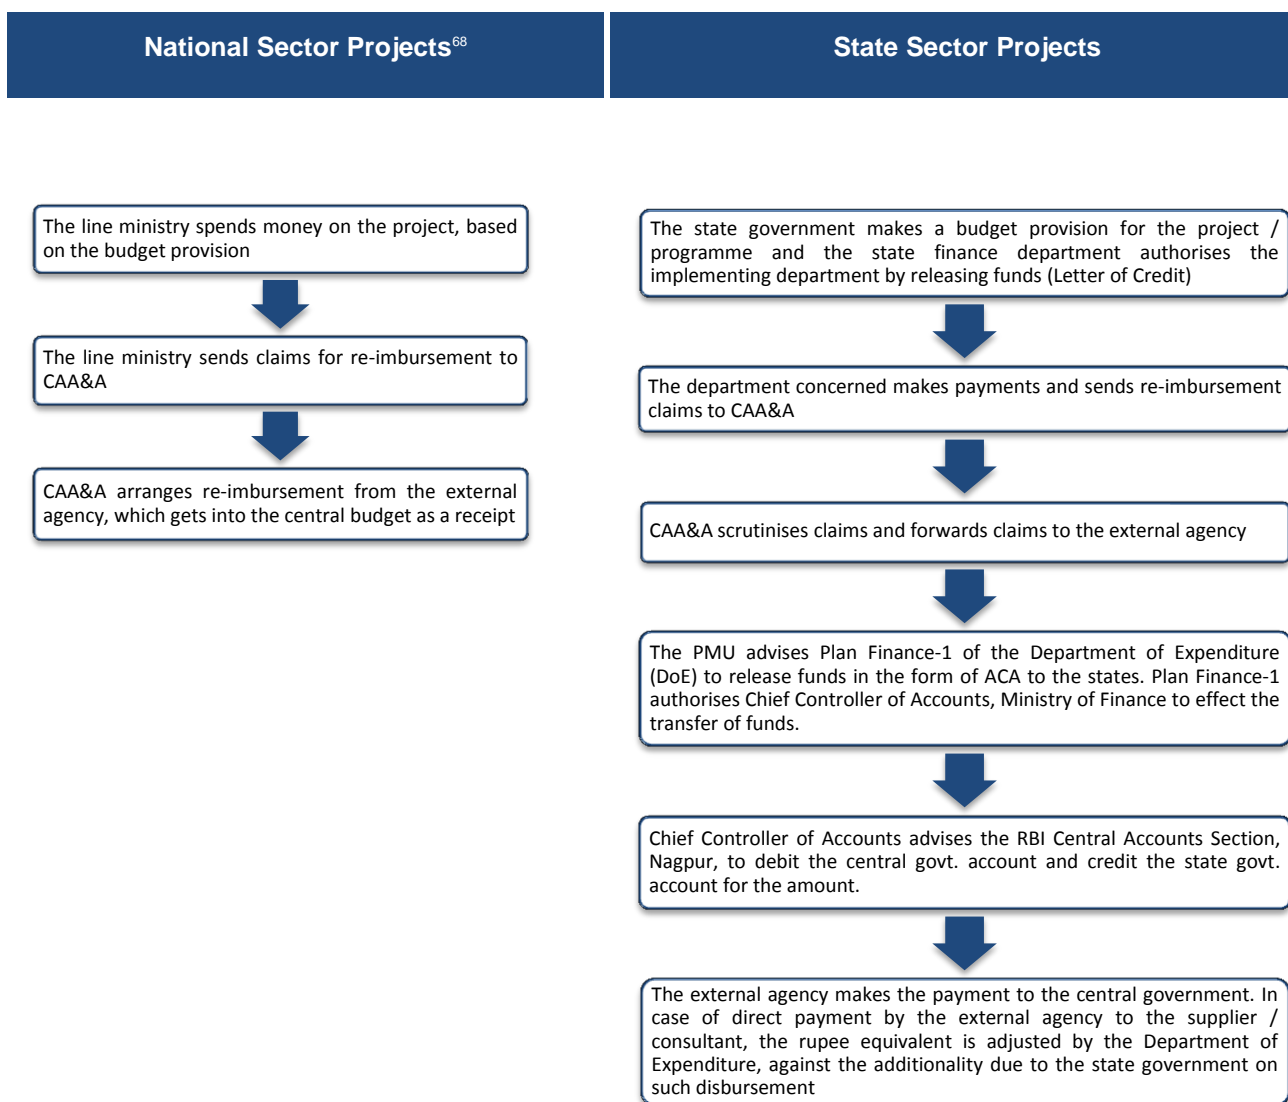 National Sector Projects68
State Sector Projects
The line ministry spends money on the project, based
on the budget provision
The line ministry sends claims for re-imbursement to
CAA&A
CAA&A arranges re-imbursement from the external
agency, which gets into the central budget as a receipt
The state government makes a budget provision for the project /
programme and the state finance department authorises the
implementing department by releasing funds (Letter of Credit)
The department concerned makes payments and sends re-imbursement
claims to CAA&A
CAA&A scrutinises claims and forwards claims to the external agency
The PMU advises Plan Finance-1 of the Department of Expenditure
(DoE) to release funds in the form of ACA to the states. Plan Finance-1
authorises Chief Controller of Accounts, Ministry of Finance to effect the
transfer of funds.
Chief Controller of Accounts advises the RBI Central Accounts Section,
Nagpur, to debit the central govt. account and credit the state govt.
account for the amount.
The external agency makes the payment to the central government. In
case of direct payment by the external agency to the supplier /
consultant, the rupee equivalent is adjusted by the Department of
Expenditure, against the additionality due to the state government on
such disbursement